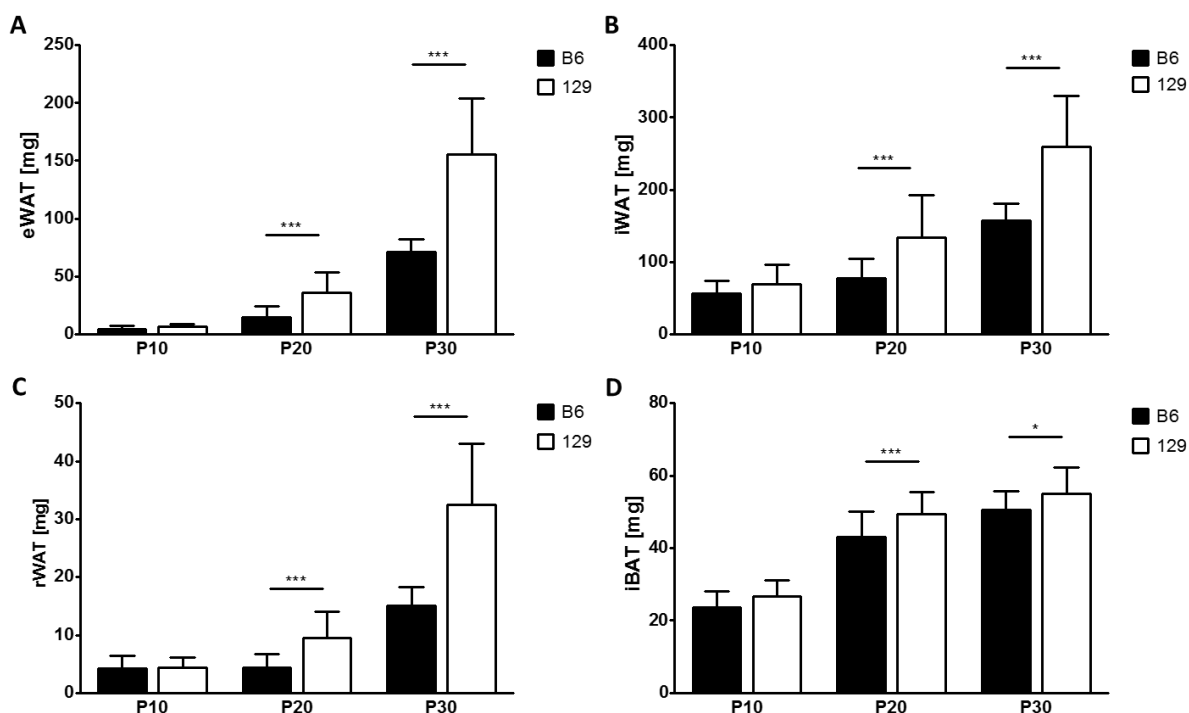 A
eWAT [mg]
250
200
150
100
50
0
***
***
P10
P20
P30
B6
129
B
iWAT [mg]
400
300
200
100
0
***
***
P10
P20
P30
B6
129
C
rWAT [mg]
50
40
30
20
10
0
***
***
P10
P20
P30
B6
129
D
iBAT [mg]
80
60
40
20
0
***
*
P10
P20
P30
B6
129